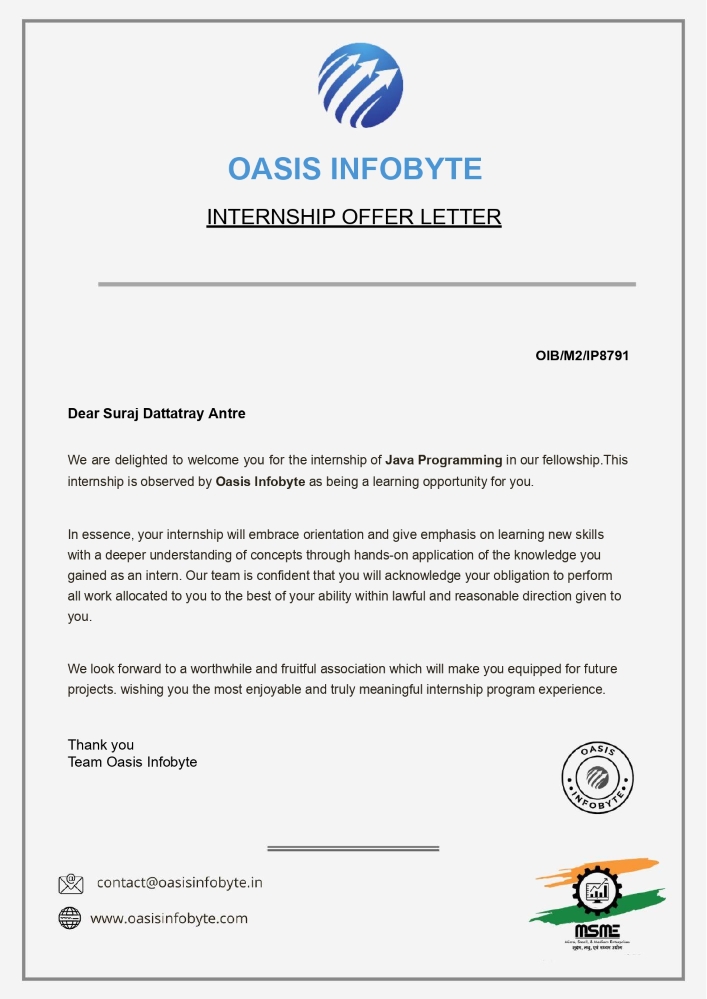 OASIS INFOBYTE
INTERNSHIP OFFER LETTER
OIB/M2/IP8791
Dear Suraj Dattatray Antre
We are delighted to welcome you for the internship of Java Programming in our fellowship.This
internship is observed by Oasis Infobyte as being a learning opportunity for you.
In essence, your internship will embrace orientation and give emphasis on learning new skills
with a deeper understanding of concepts through hands-on application of the knowledge you
gained as an intern. Our team is confident that you will acknowledge your obligation to perform
all work allocated to you to the best of your ability within lawful and reasonable direction given to
you.
We look forward to a worthwhile and fruitful association which will make you equipped for future
projects. wishing you the most enjoyable and truly meaningful internship program experience.
Thank you
Team Oasis Infobyte
OASIS
INFOBYTE
contact@oasisinfobyte.in
www.oasisinfobyte.com
MSME
Micro, Small, & Medium Enterprises
सूक्ष्म, लघु, एवं मध्यम उद्योग